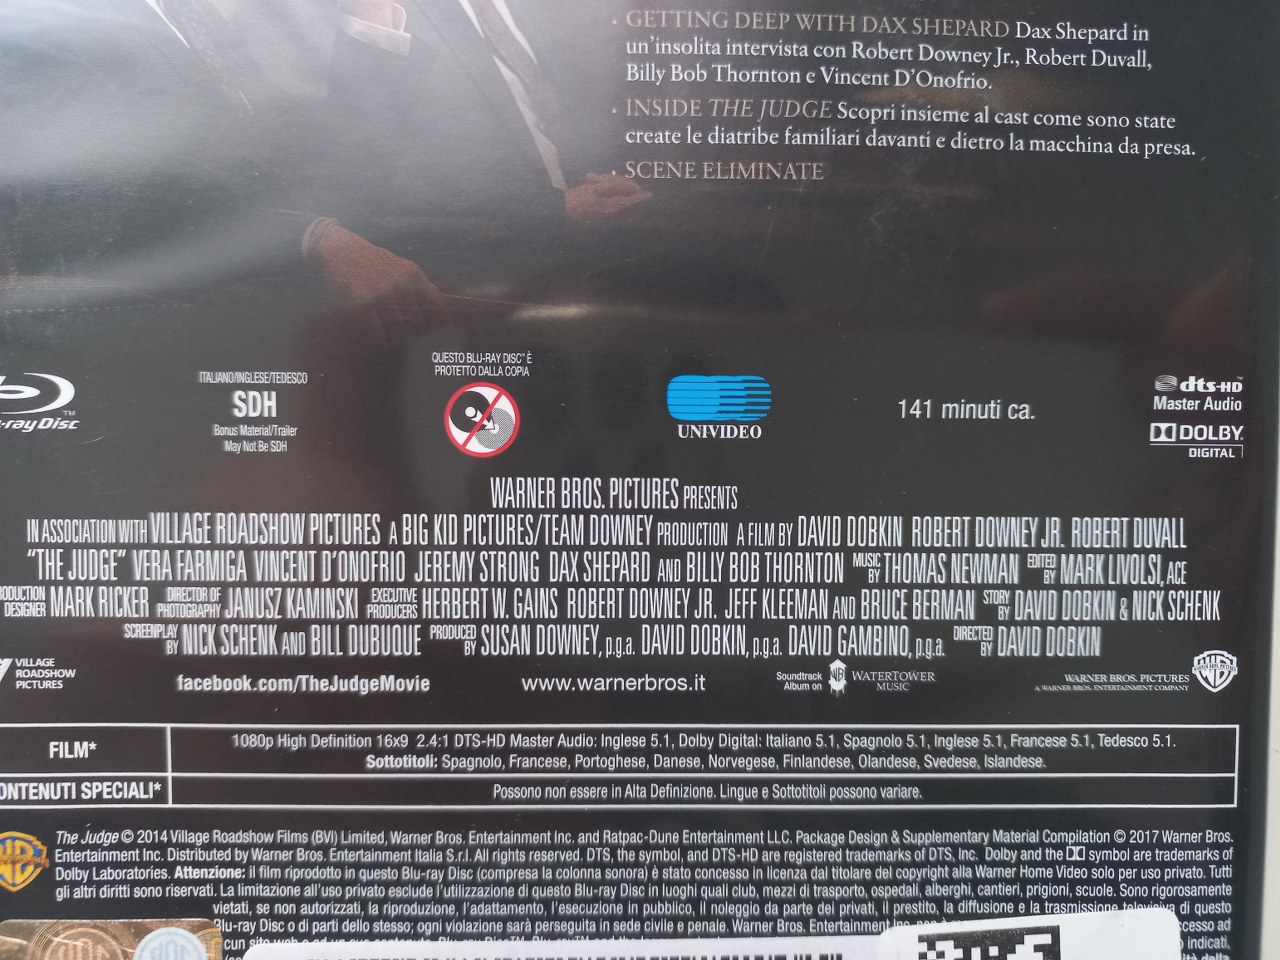 · GETTING DEEP WITH DAX SHEPARD Dax Shepard in
un'insolita intervista con Robert Downey Jr., Robert Duvall,
Billy Bob Thornton e Vincent D'Onofrio.
· INSIDE THE JUDGE Scopri insieme al cast come sono state
create le diatribe familiari davanti e dietro la macchina da presa.
· SCENE ELIMINATE
QUESTO BLU-RAY DISC™ È
PROTETTO DALLA COPIA
ITALIANO/INGLESE/TEDESCO
SDH
Bonus Material/Trailer
May Not Be SDH
-ray Disc™
UNIVIDEO
141 minuti ca.
dts-HD™
Master Audio
DOLBY
DIGITAL
WARNER BROS. PICTURES PRESENTS
IN ASSOCIATION WITH VILLAGE ROADSHOW PICTURES A BIG KID PICTURES/TEAM DOWNEY PRODUCTION A FILM BY DAVID DOBKIN ROBERT DOWNEY JR. ROBERT DUVALL
"THE JUDGE" VERA FARMIGA VINCENT D'ONOFRIO JEREMY STRONG DAX SHEPARD AND BILLY BOB THORNTON MUSIC BY THOMAS NEWMAN EDITED BY MARK LIVOLSI, ACE
ODUCTION DESIGNER MARK RICKER DIRECTOR OF PHOTOGRAPHY JANUSZ KAMINSKI EXECUTIVE PRODUCERS HERBERT W. GAINS ROBERT DOWNEY JR. JEFF KLEEMAN AND BRUCE BERMAN STORY BY DAVID DOBKIN & NICK SCHENK
SCREENPLAY BY NICK SCHENK AND BILL DUBUQUE PRODUCED BY SUSAN DOWNEY, p.g.a. DAVID DOBKIN, p.g.a. DAVID GAMBINO, p.g.a. DIRECTED BY DAVID DOBKIN
VILLAGE
ROADSHOW
PICTURES
facebook.com/TheJudgeMovie
www.warnerbros.it
Soundtrack
Album on
WATERTOWER
MUSIC
WARNER BROS. PICTURES
A WARNER BROS. ENTERTAINMENT COMPANY
FILM*
1080p High Definition 16x9 2.4:1 DTS-HD Master Audio: Inglese 5.1, Dolby Digital: Italiano 5.1, Spagnolo 5.1, Inglese 5.1, Francese 5.1, Tedesco 5.1.
Sottotitoli: Spagnolo, Francese, Portoghese, Danese, Norvegese, Finlandese, Olandese, Svedese, Islandese.
ONTENUTI SPECIALI*
Possono non essere in Alta Definizione. Lingue e Sottotitoli possono variare.
The Judge © 2014 Village Roadshow Films (BVI) Limited, Warner Bros. Entertainment Inc. and Ratpac-Dune Entertainment LLC. Package Design & Supplementary Material Compilation © 2017 Warner Bros.
Entertainment Inc. Distributed by Warner Bros. Entertainment Italia S.r.l. All rights reserved. DTS, the symbol, and DTS-HD are registered trademarks of DTS, Inc. Dolby and the symbol are trademarks of
Dolby Laboratories. Attenzione: il film riprodotto in questo Blu-ray Disc (compresa la colonna sonora) è stato concesso in licenza dal titolare del copyright alla Warner Home Video solo per uso privato. Tutti
gli altri diritti sono riservati. La limitazione all'uso privato esclude l'utilizzazione di questo Blu-ray Disc in luoghi quali club, mezzi di trasporto, ospedali, alberghi, cantieri, prigioni, scuole. Sono rigorosamente
vietati, se non autorizzati, la riproduzione, l'adattamento, l'esecuzione in pubblico, il noleggio da parte dei privati, il prestito, la diffusione e la trasmissione televisiva di questo
Blu-ray Disc o di parti dello stesso; ogni violazione sarà perseguita in sede civile e penale. Warner Bros. Entertainment Inc.
cesso ad
cun
indicati,